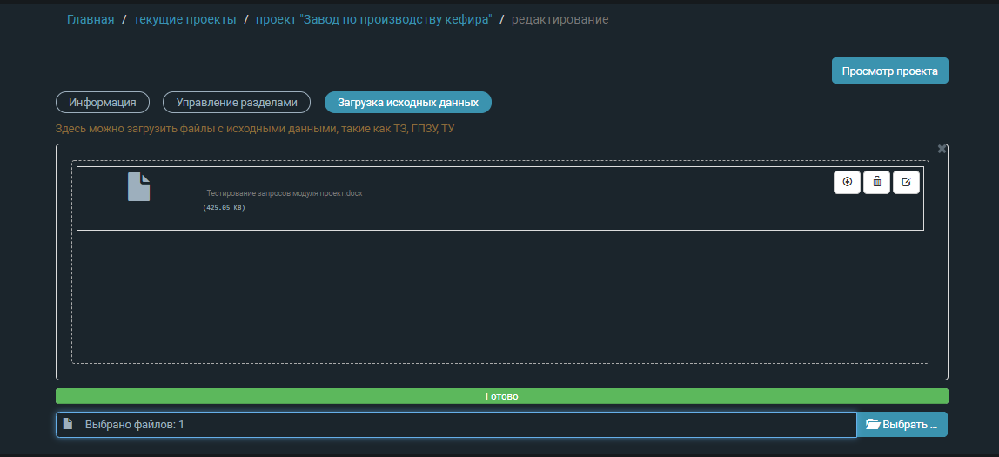 Главная / текущие проекты / проект "Завод по производству кефира" / редактирование
Просмотр проекта
Информация Управление разделами Загрузка исходных данных
Здесь можно загрузить файлы с исходными данными, такие как ТЗ, ГПЗУ, ТУ
Тестирование запросов модуля проект.docx
(425.05 KB)
Готово
Выбрано файлов: 1 Выбрать ...